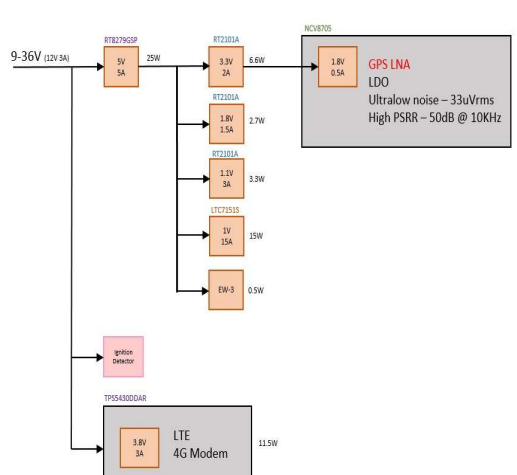 NCV8705
RT8279GSP
RT2101A
9-36V (12V 3A)
5V
5A
25W
3.3V
2A
6.6W
1.8V
0.5A
GPS LNA
LDO
Ultralow noise – 33uVrms
High PSRR – 50dB @ 10KHz
RT2101A
1.8V
1.5A
2.7W
RT2101A
1.1V
3A
3.3W
LTC7151S
1V
15A
15W
EW-3
0.5W
Ignition
Detector
TPS5430DDAR
3.8V
3A
LTE
4G Modem
11.5W